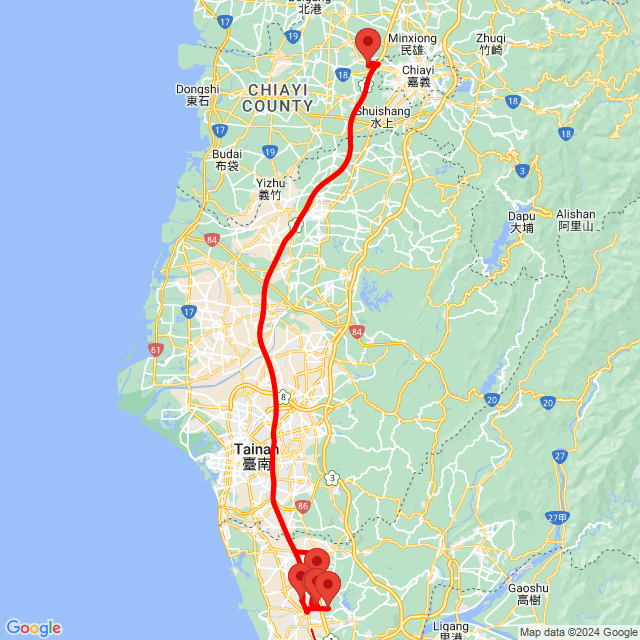 Beigang
北港
19
Minxiong
民雄
Zhuqi
竹崎
18
Chiayi
嘉義
Dongshi
東石
CHIAYI
COUNTY
18
Shuishang
水上
17
18
19
Budai
布袋
3
Yizhu
義竹
Dapu
大埔
Alishan
阿里山
84
17
84
61
8
20
20
Tainan
臺南
27
3
86
27甲
Gaoshu
高樹
Ligang
里港
Google
Map data ©2024 Google